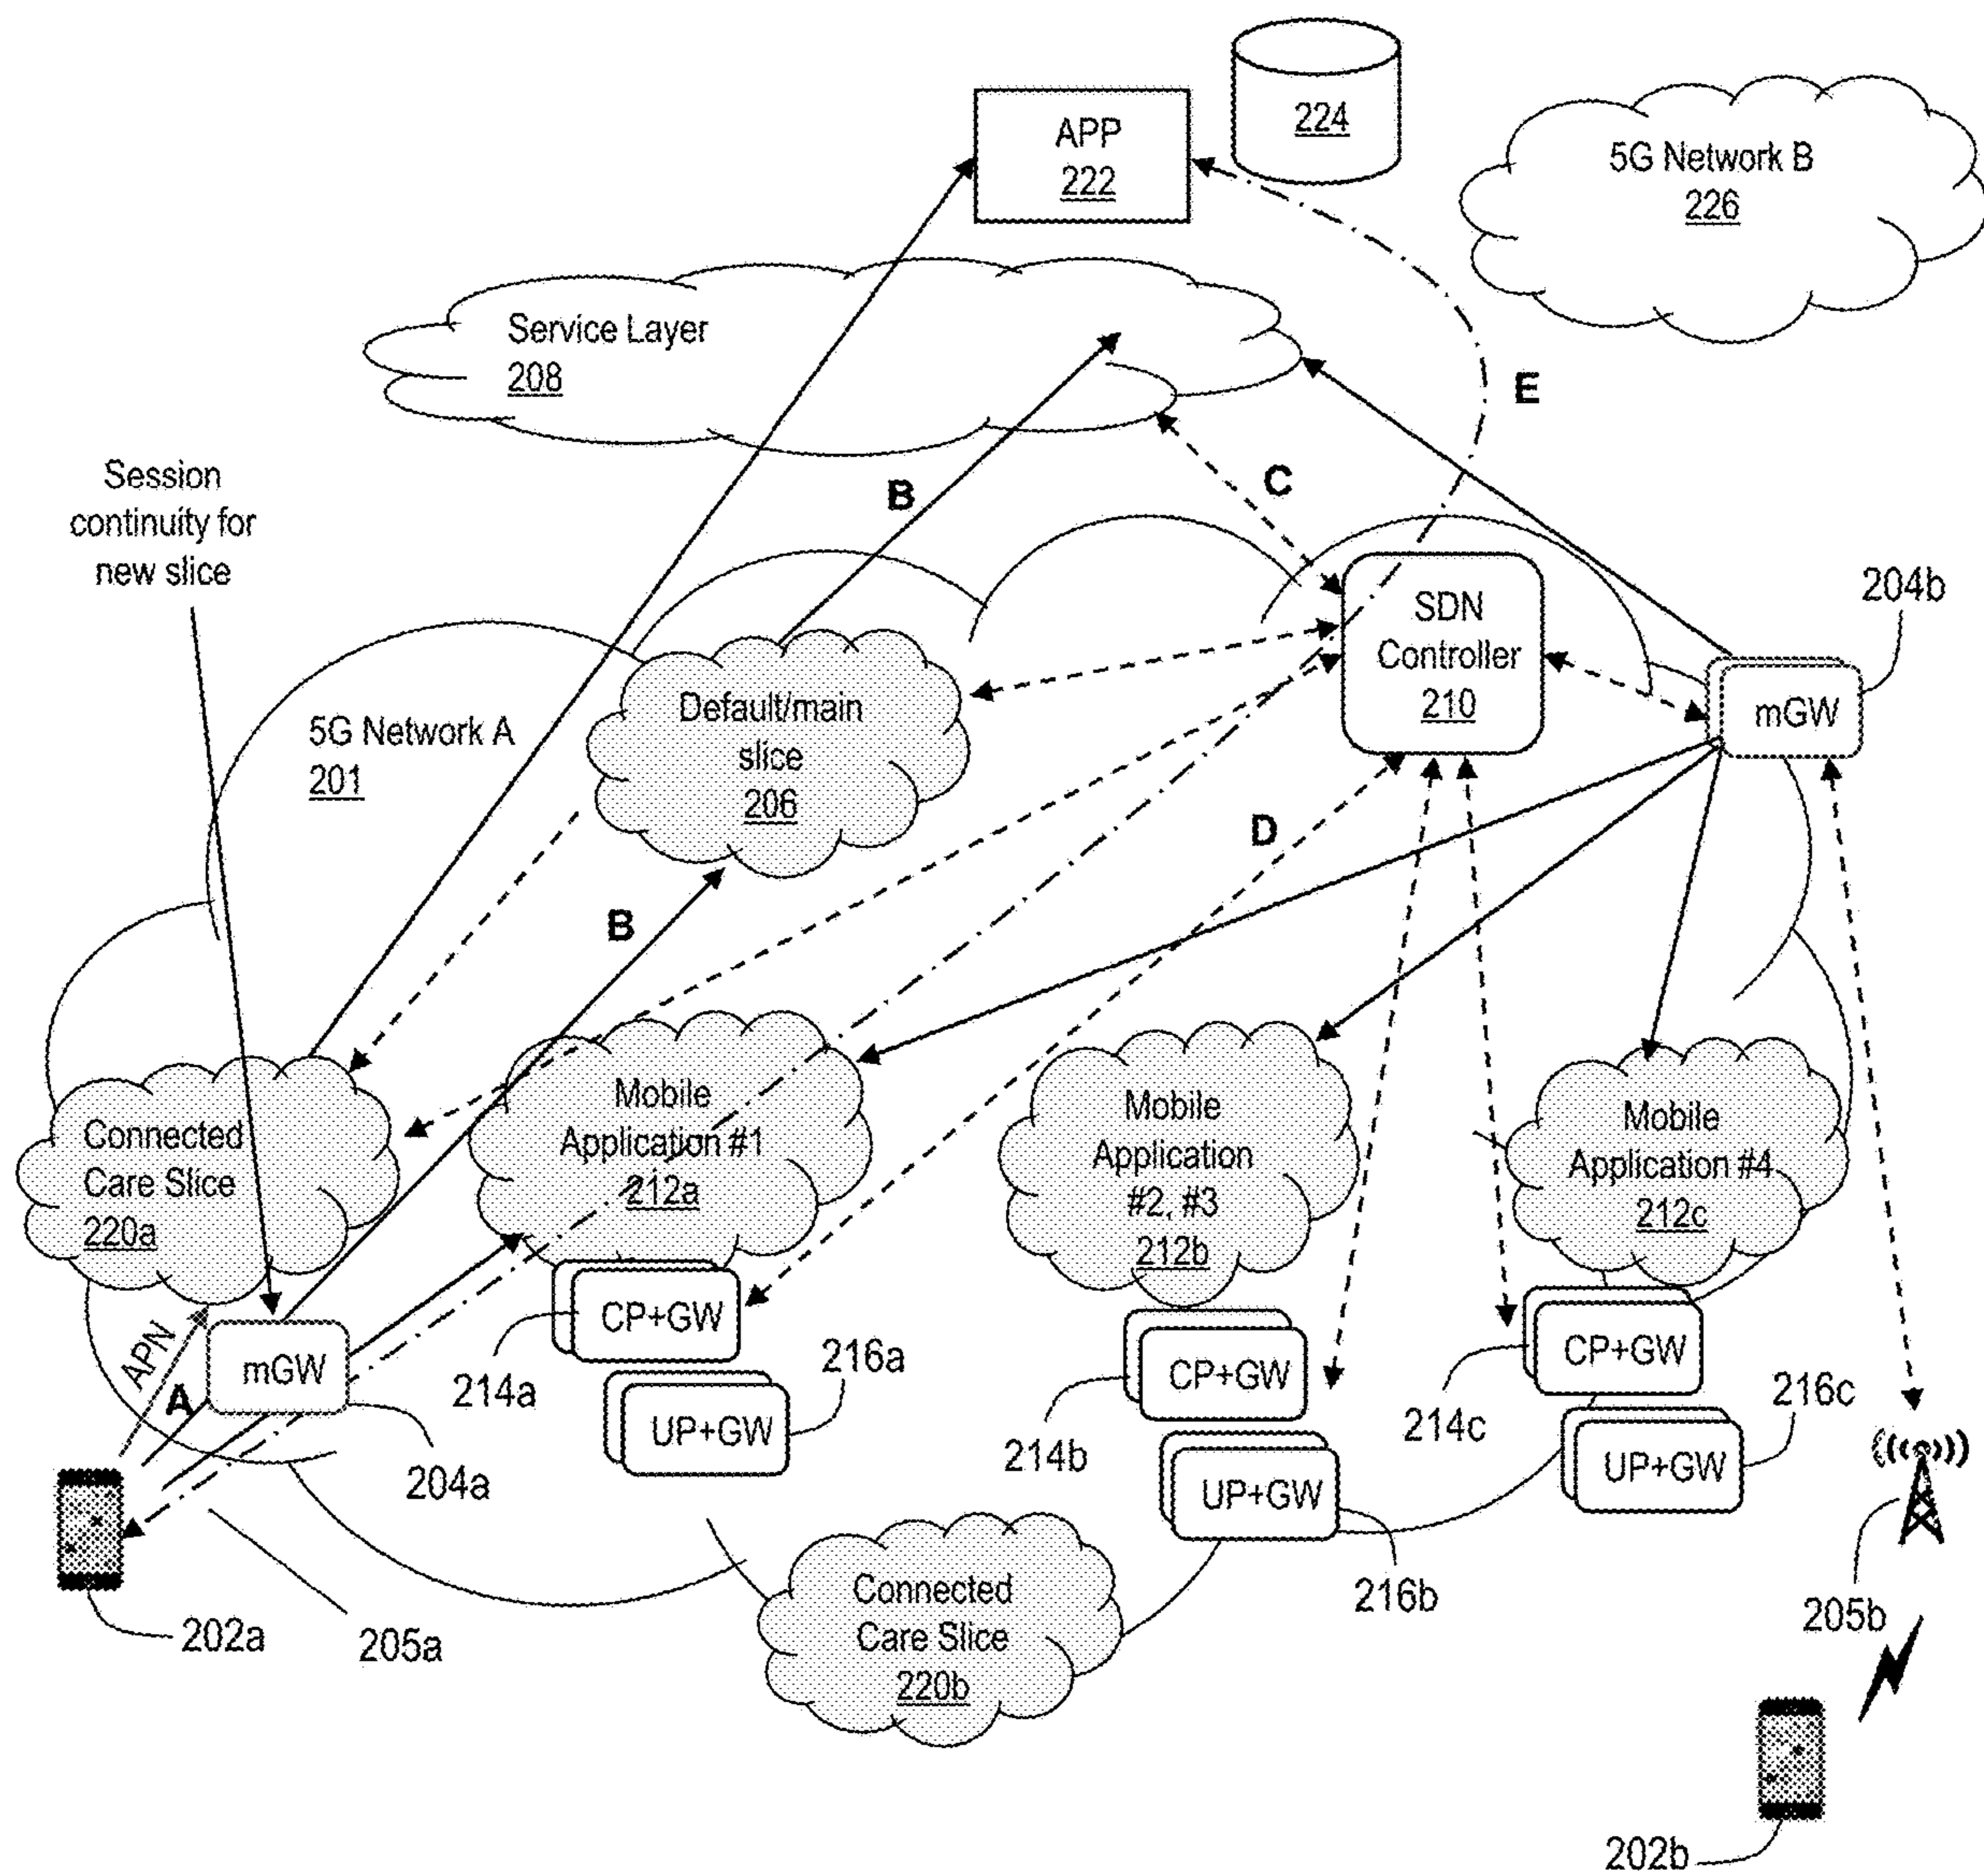 224
APP
222
5G Network B
226
Service Layer
208
E
Session
continuity for
new slice
B
C
SDN
Controller
210
204b
mGW
5G Network A
201
Default/main
slice
206
D
B
Connected
Care Slice
220a
Mobile
Application #1
212a
Mobile
Application
#2, #3
212b
Mobile
Application #4
212c
APN
A
mGW
204a
CP+GW
214a
216a
UP+GW
CP+GW
214b
UP+GW
216b
CP+GW
214c
216c
UP+GW
202a
205a
Connected
Care Slice
220b
205b
202b